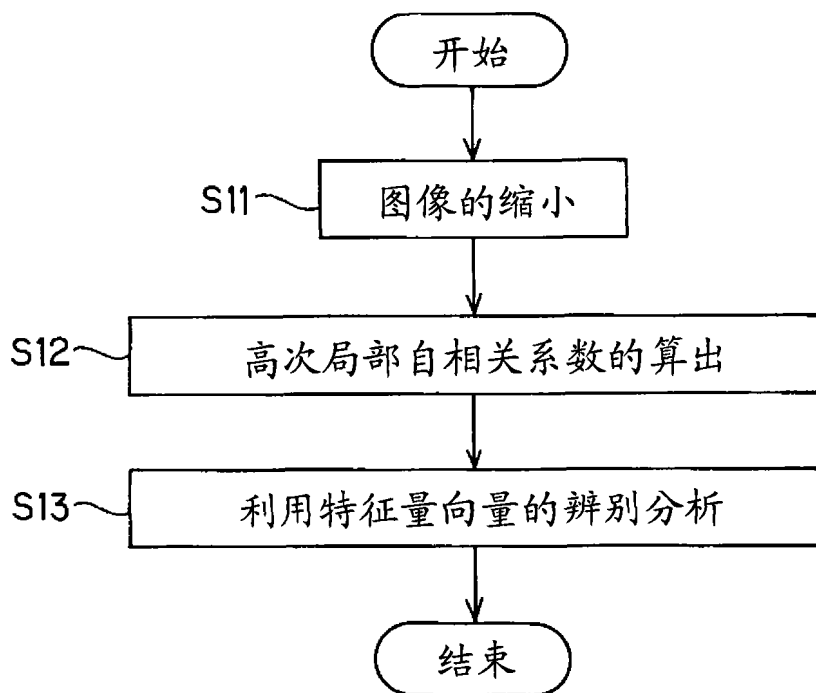 开始
S11 图像的缩小
S12 高次局部自相关系数的算出
S13 利用特征量向量的辨别分析
结束